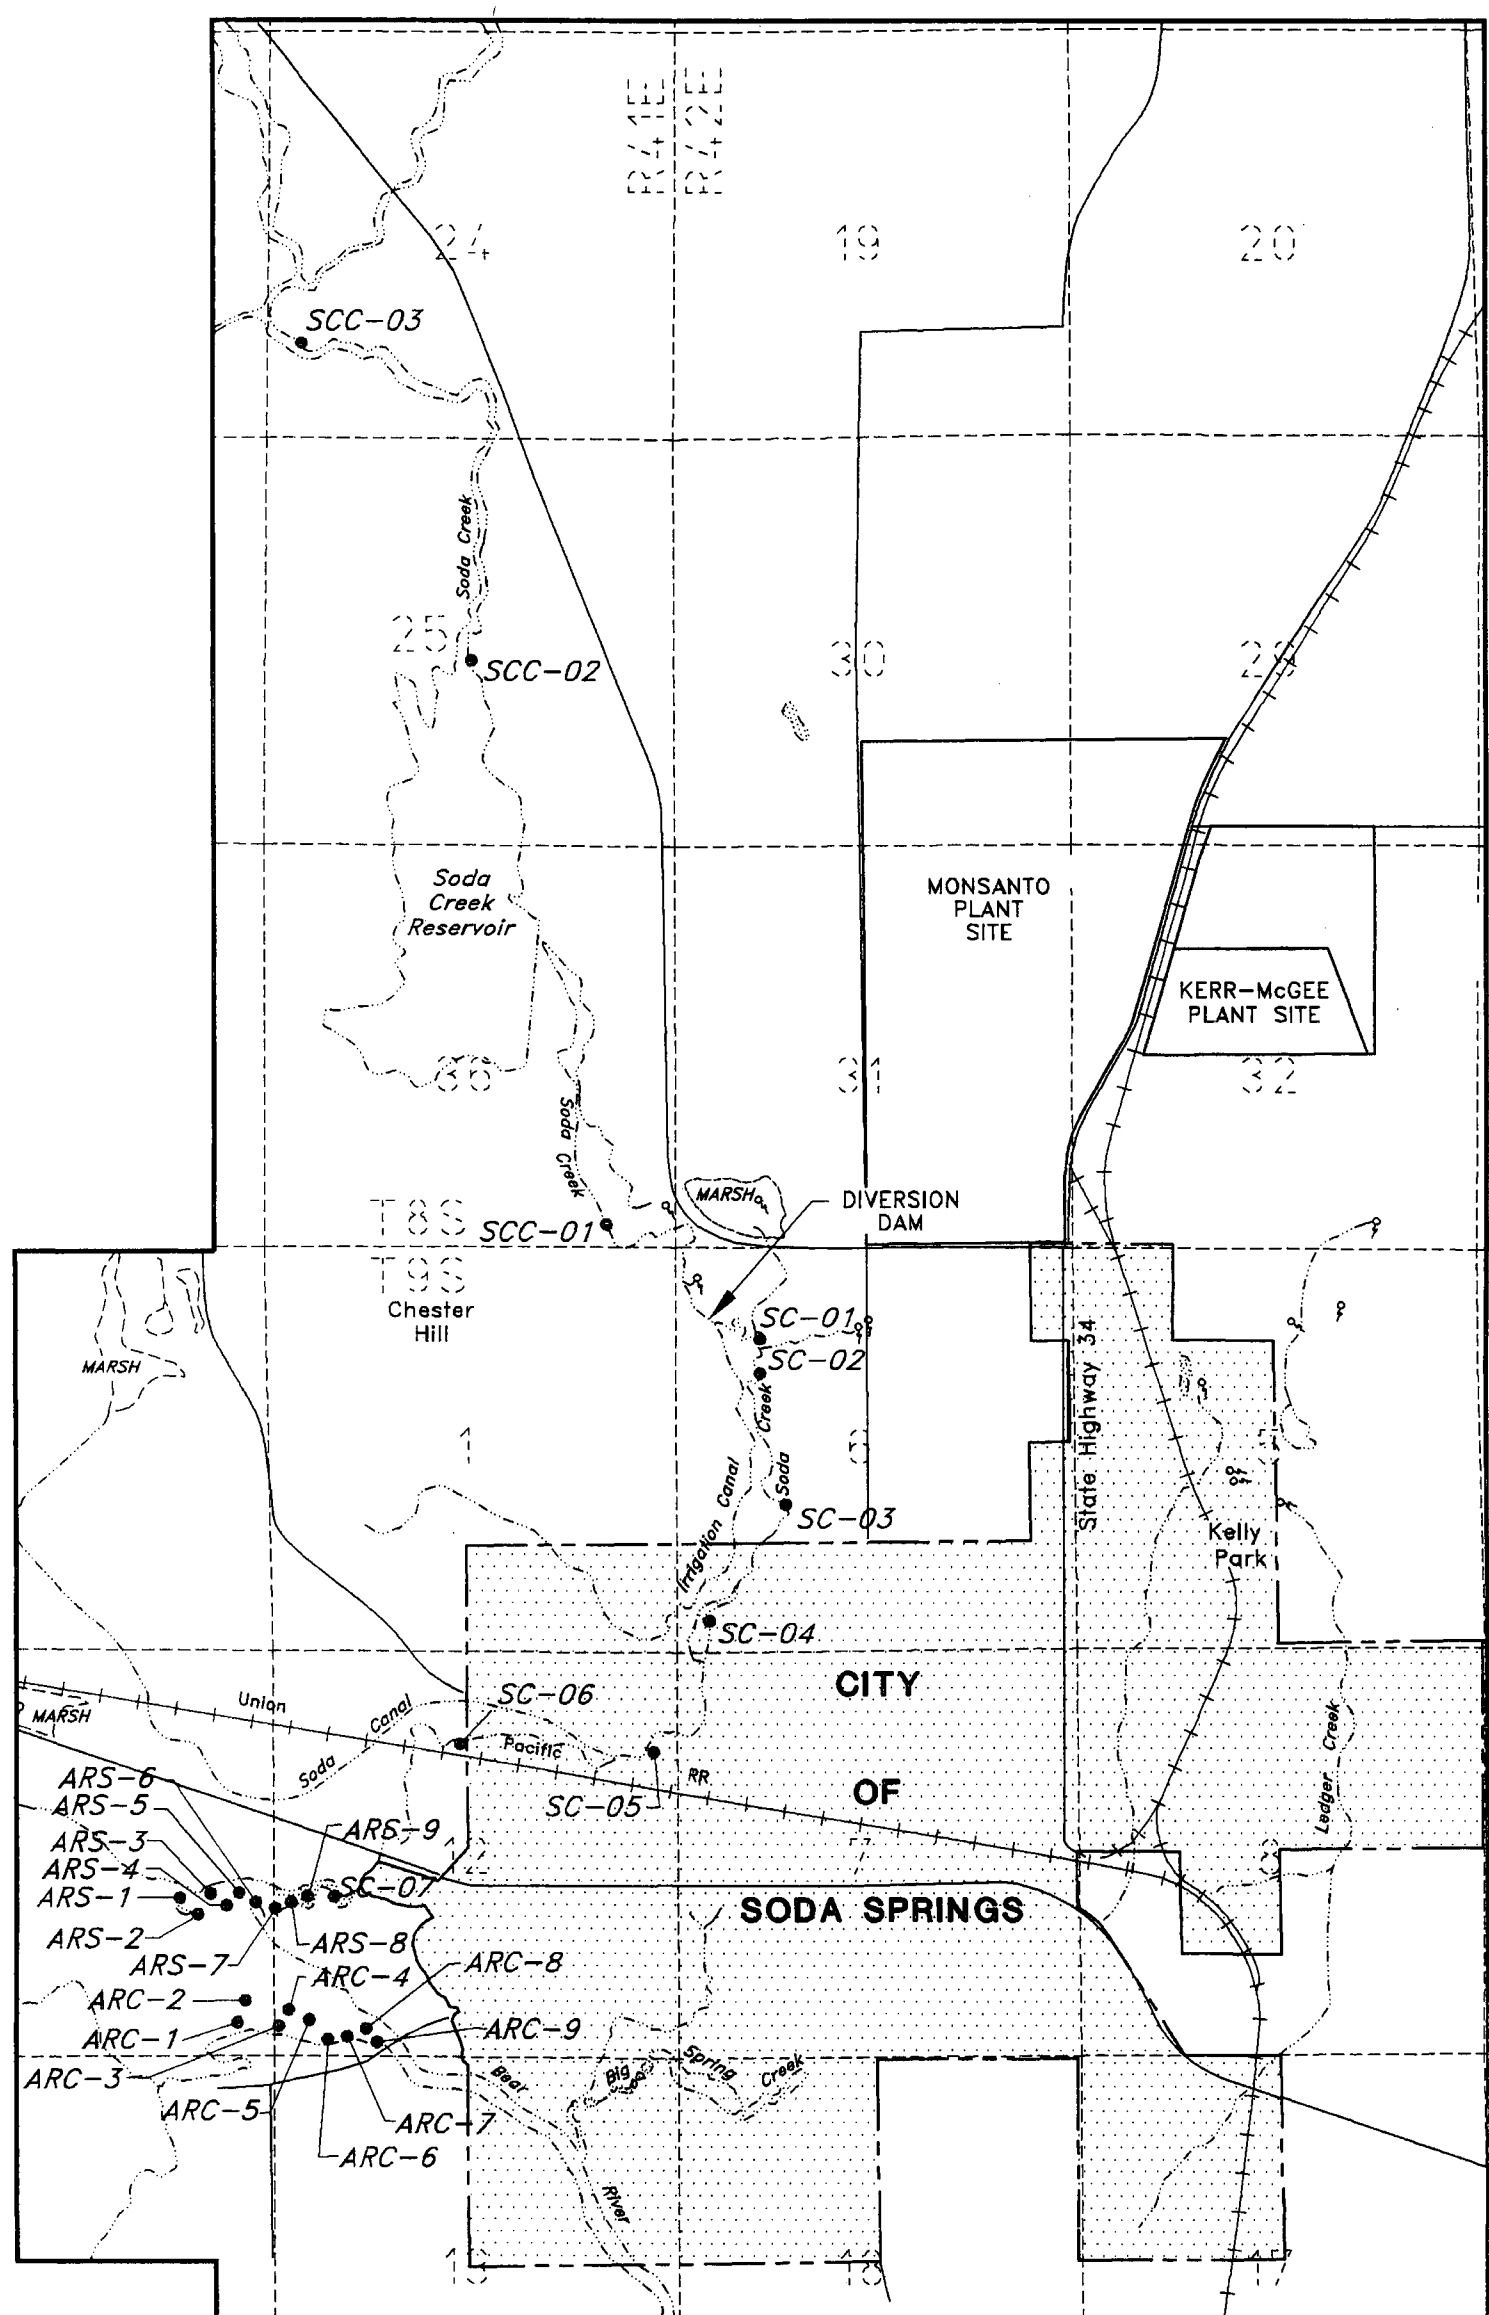 R41E
R42E
24
19
20
SCC-03
Soda Creek
25
30
29
SCC-02
Soda
Creek
Reservoir
MONSANTO
PLANT
SITE
KERR-McGEE
PLANT SITE
36
31
32
Soda Creek
MARSH
DIVERSION
DAM
T8S
SCC-01
T9S
Chester
Hill
MARSH
SC-01
SC-02
Creek
Soda
State Highway 34
1
Irrigation Canal
SC-03
Kelly
Park
SC-04
CITY
SC-06
Union
Canal
MARSH
Pacific
Soda
RR
OF
SC-05
Ledger Creek
ARS-6
ARS-5
ARS-9
ARS-3
12
7
8
ARS-4
SC-07
ARS-1
SODA SPRINGS
ARS-2
ARS-8
ARS-7
ARC-8
ARC-4
ARC-2
ARC-9
ARC-1
ARC-3
Bear
Big
Spring
Creek
ARC-5
ARC-7
ARC-6
River
13
18
17